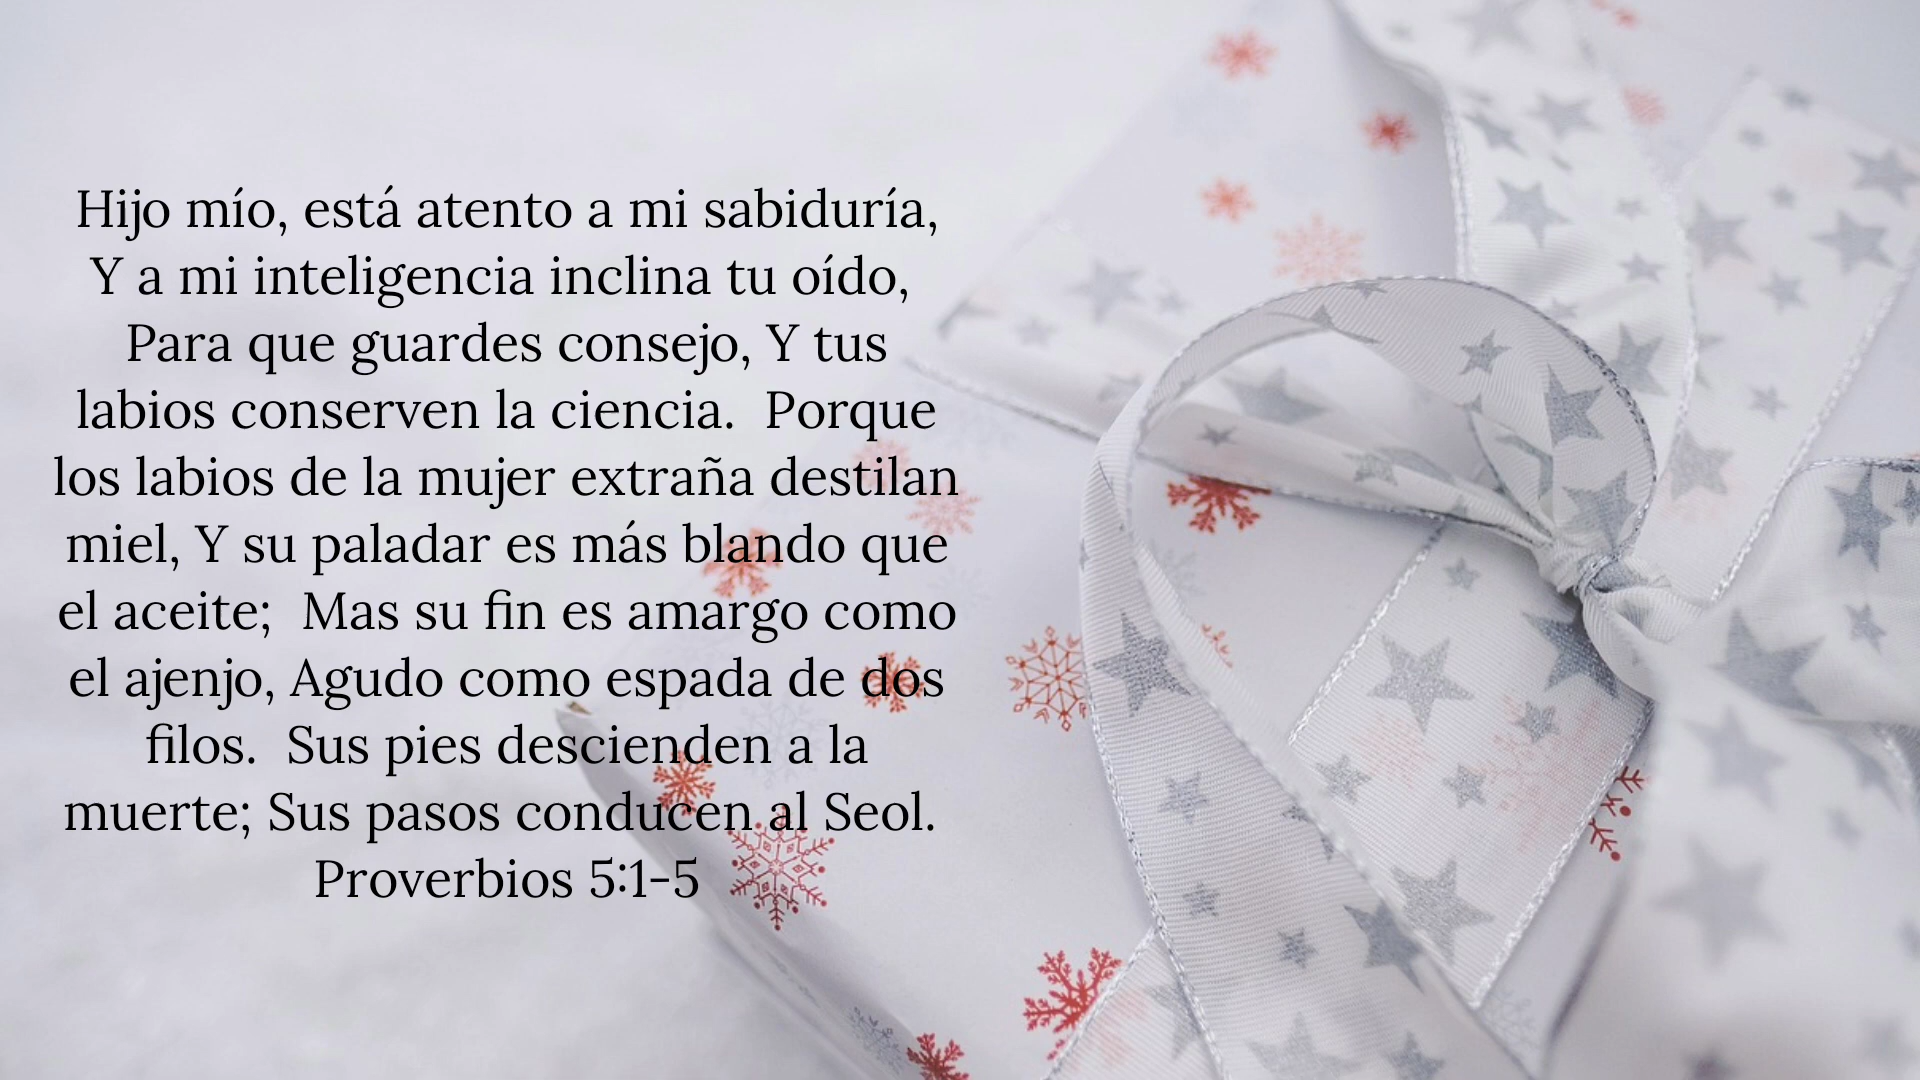 Hijo mío, está atento a mi sabiduría,
Y a mi inteligencia inclina tu oído,
Para que guardes consejo, Y tus
labios conserven la ciencia.  Porque
los labios de la mujer extraña destilan
miel, Y su paladar es más blando que
el aceite;  Mas su fin es amargo como
el ajenjo, Agudo como espada de dos
filos.  Sus pies descienden a la
muerte; Sus pasos conducen al Seol.
Proverbios 5:1-5